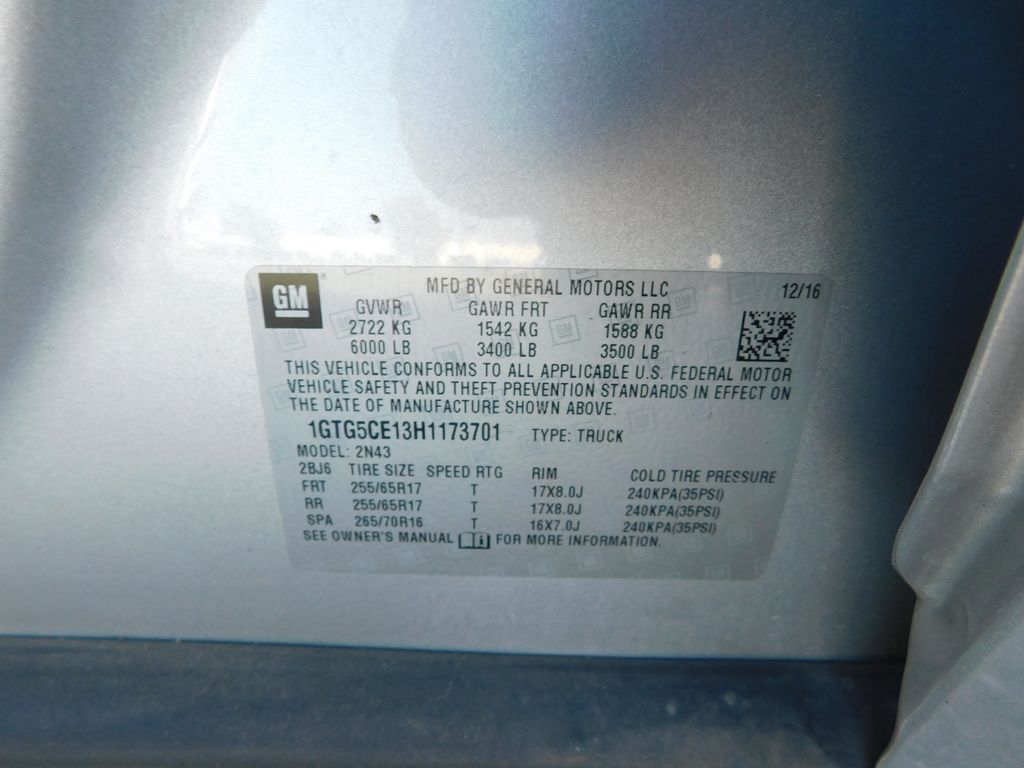 GM MFD BY GENERAL MOTORS LLC 12/16
GVWR GAWR FRT GAWR RR
2722 KG 1542 KG 1588 KG
6000 LB 3400 LB 3500 LB
THIS VEHICLE CONFORMS TO ALL APPLICABLE U.S. FEDERAL MOTOR
VEHICLE SAFETY AND THEFT PREVENTION STANDARDS IN EFFECT ON
THE DATE OF MANUFACTURE SHOWN ABOVE.
1GTG5CE13H1173701 TYPE: TRUCK
MODEL: 2N43
2BJ6 TIRE SIZE SPEED RTG RIM COLD TIRE PRESSURE
FRT 255/65R17 T 17X8.0J 240KPA(35PSI)
RR 255/65R17 T 17X8.0J 240KPA(35PSI)
SPA 265/70R16 T 16X7.0J 240KPA(35PSI)
SEE OWNER'S MANUAL FOR MORE INFORMATION.